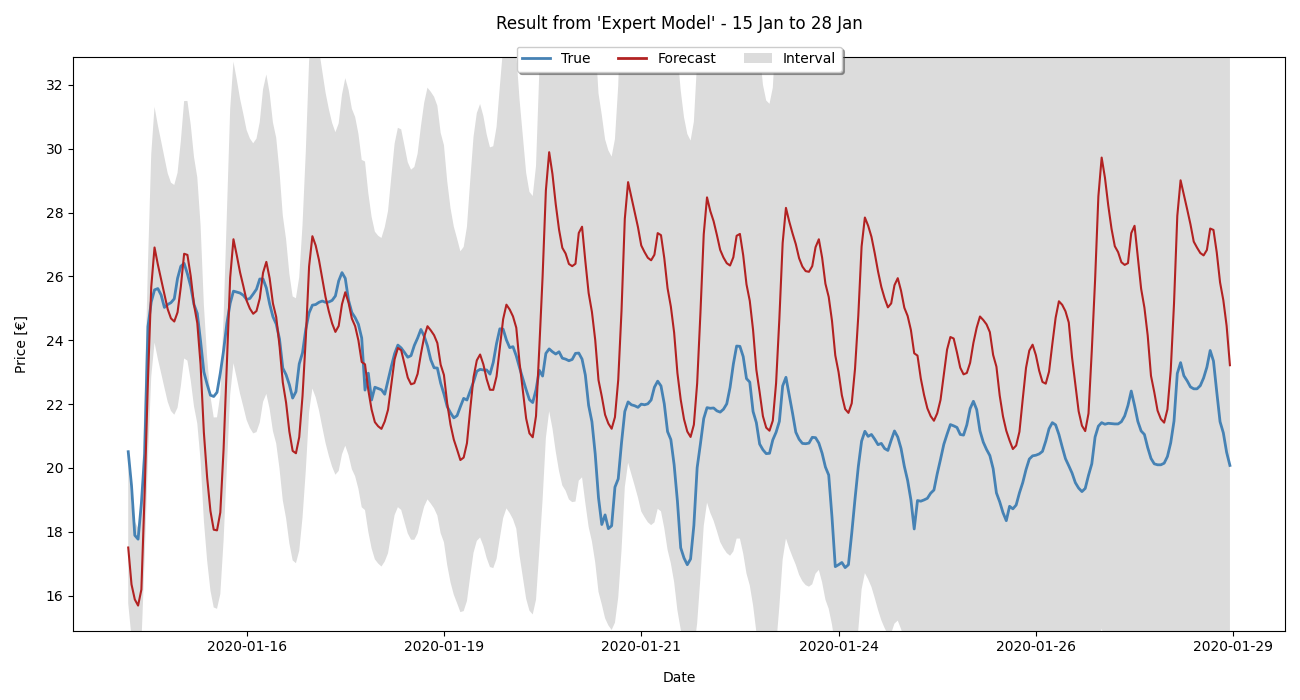 Result from 'Expert Model' - 15 Jan to 28 Jan
True Forecast Interval
32
30
28
26
24
22
20
18
16
Price [€]
2020-01-16 2020-01-19 2020-01-21 2020-01-24 2020-01-26 2020-01-29
Date